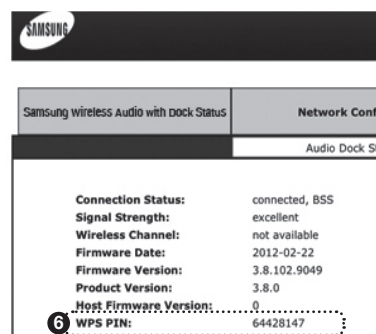 SAMSUNG
Samsung Wireless Audio with Dock Status Network Conf
Audio Dock S
Connection Status: connected, BSS
Signal Strength: excellent
Wireless Channel: not available
Firmware Date: 2012-02-22
Firmware Version: 3.8.102.9049
Product Version: 3.8.0
Host Firmware Version: 0
6 WPS PIN: 64428147